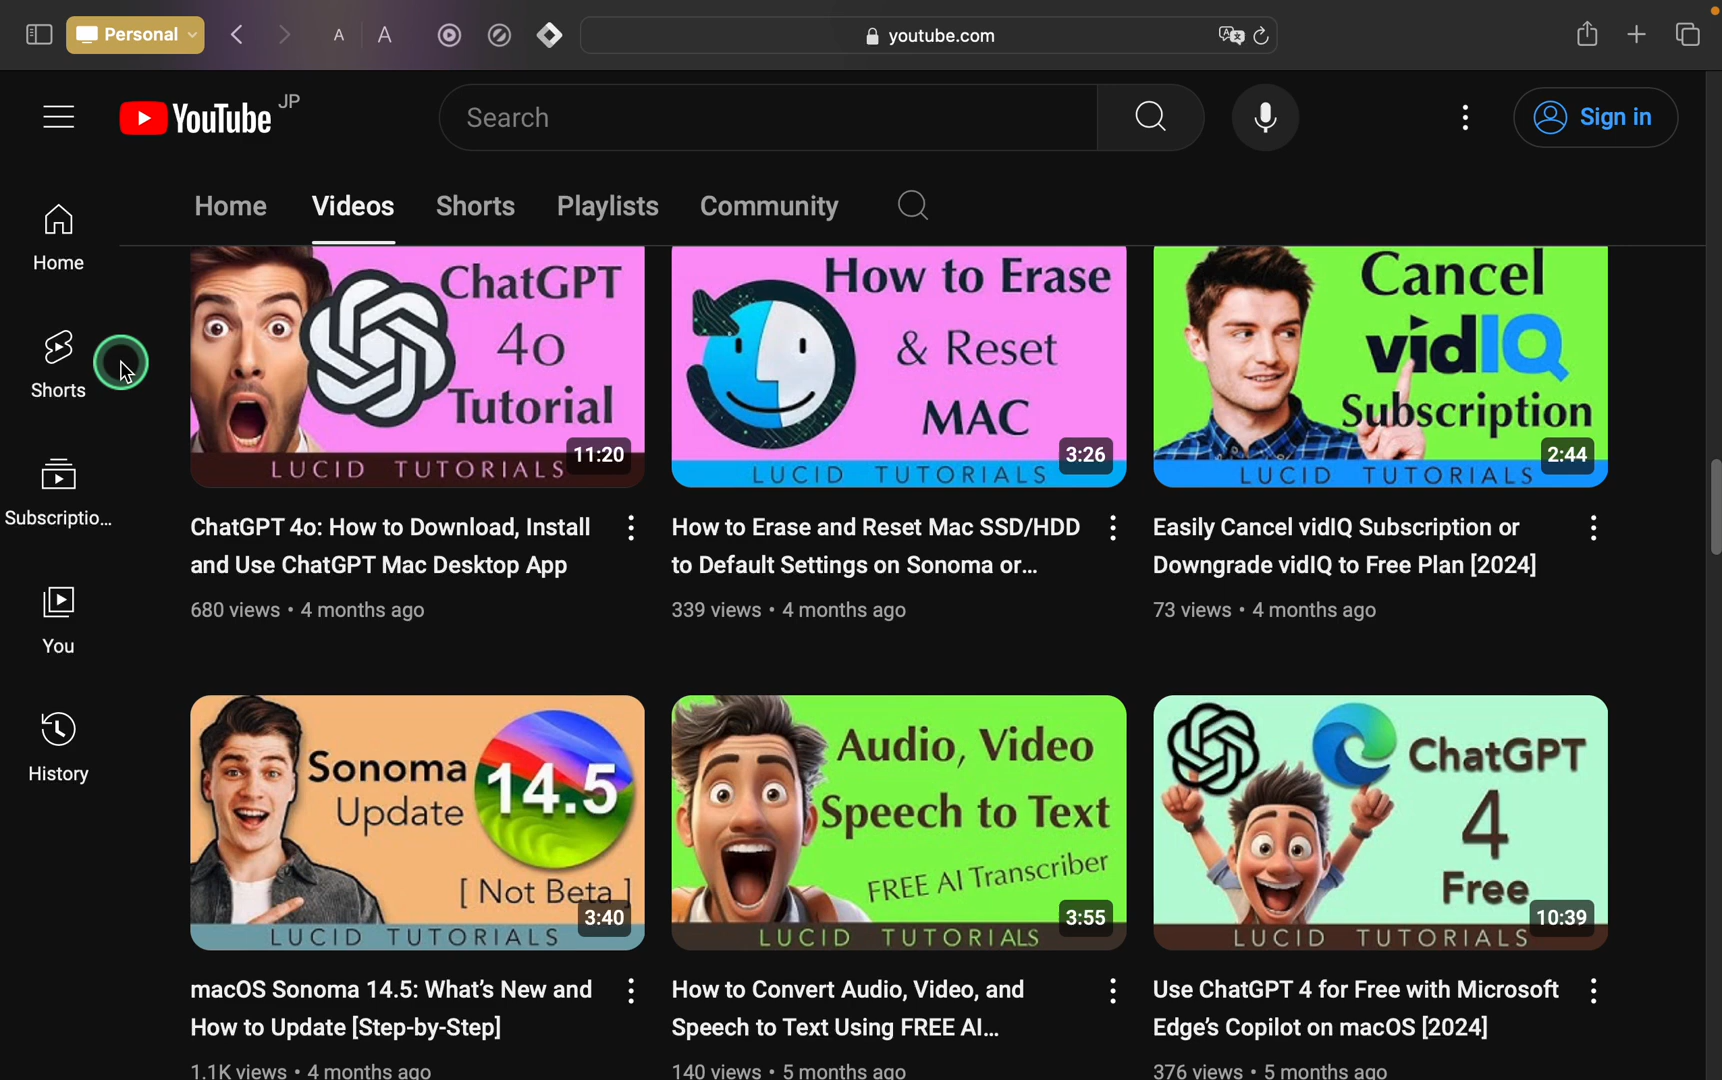 Personal
A A
youtube.com
YouTube JP
Search
Sign in
Home Videos Shorts Playlists Community
Home
Shorts
Subscriptio...
You
History
ChatGPT
4o
Tutorial
11:20
LUCID TUTORIALS
How to Erase
& Reset
MAC
3:26
LUCID TUTORIALS
Cancel
vidIQ
Subscription
2:44
LUCID TUTORIALS
ChatGPT 4o: How to Download, Install
and Use ChatGPT Mac Desktop App
680 views • 4 months ago
How to Erase and Reset Mac SSD/HDD
to Default Settings on Sonoma or...
339 views • 4 months ago
Easily Cancel vidIQ Subscription or
Downgrade vidIQ to Free Plan [2024]
73 views • 4 months ago
Sonoma
Update
14.5
[ Not Beta ]
3:40
LUCID TUTORIALS
Audio, Video
Speech to Text
FREE AI Transcriber
3:55
LUCID TUTORIALS
ChatGPT
4
Free
10:39
LUCID TUTORIALS
macOS Sonoma 14.5: What's New and
How to Update [Step-by-Step]
1.1K views • 4 months ago
How to Convert Audio, Video, and
Speech to Text Using FREE AI...
140 views • 5 months ago
Use ChatGPT 4 for Free with Microsoft
Edge's Copilot on macOS [2024]
376 views • 5 months ago